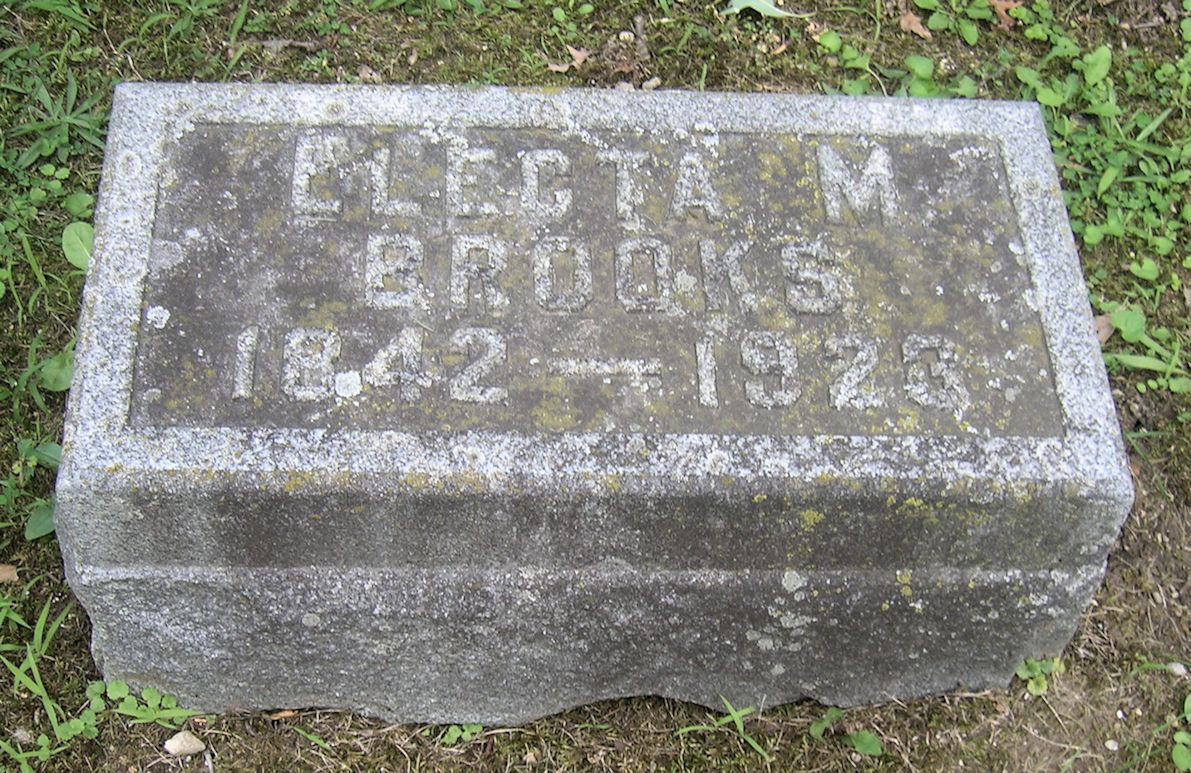 ELECTA M
BROOKS
1842 — 1923